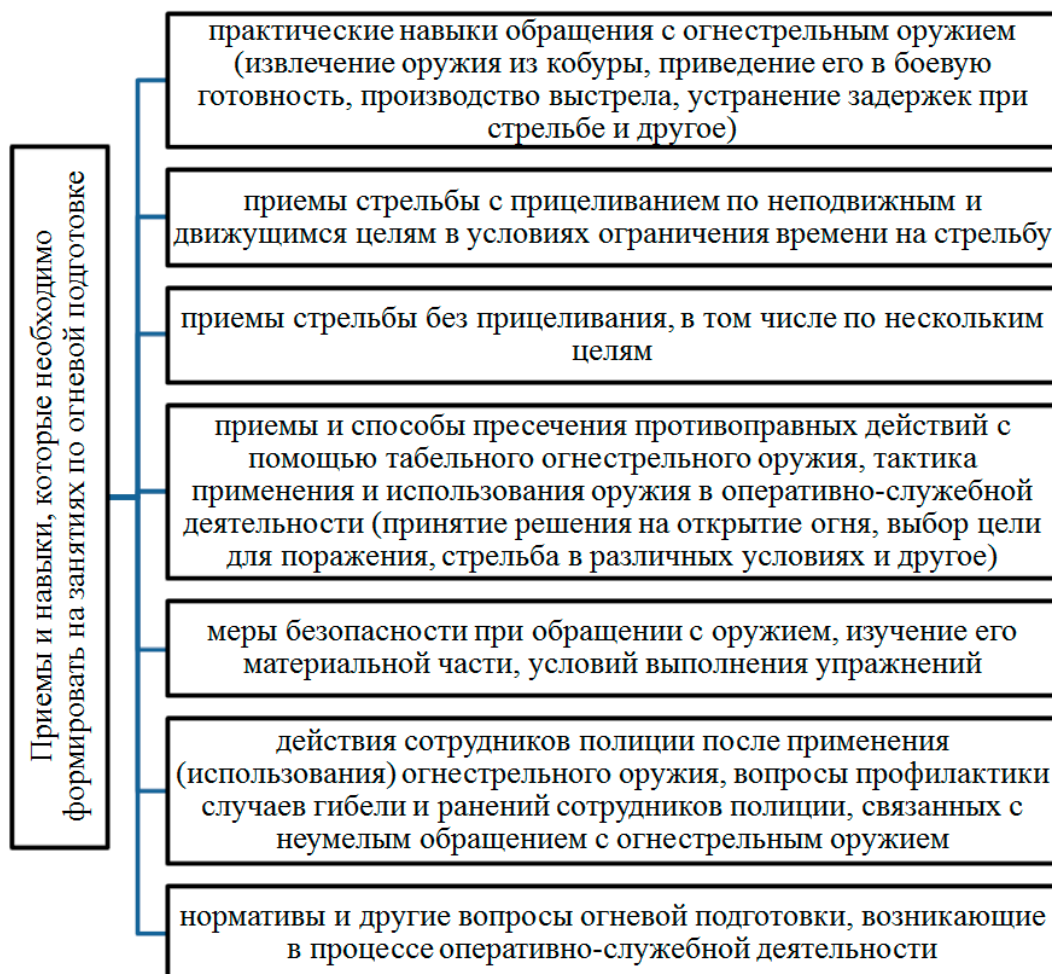 Приемы и навыки, которые необходимо
формировать на занятиях по огневой подготовке
практические навыки обращения с огнестрельным оружием
(извлечение оружия из кобуры, приведение его в боевую
готовность, производство выстрела, устранение задержек при
стрельбе и другое)
приемы стрельбы с прицеливанием по неподвижным и
движущимся целям в условиях ограничения времени на стрельбу
приемы стрельбы без прицеливания, в том числе по нескольким
целям
приемы и способы пресечения противоправных действий с
помощью табельного огнестрельного оружия, тактика
применения и использования оружия в оперативно-служебной
деятельности (принятие решения на открытие огня, выбор цели
для поражения, стрельба в различных условиях и другое)
меры безопасности при обращении с оружием, изучение его
материальной части, условий выполнения упражнений
действия сотрудников полиции после применения
(использования) огнестрельного оружия, вопросы профилактики
случаев гибели и ранений сотрудников полиции, связанных с
неумелым обращением с огнестрельным оружием
нормативы и другие вопросы огневой подготовки, возникающие
в процессе оперативно-служебной деятельности